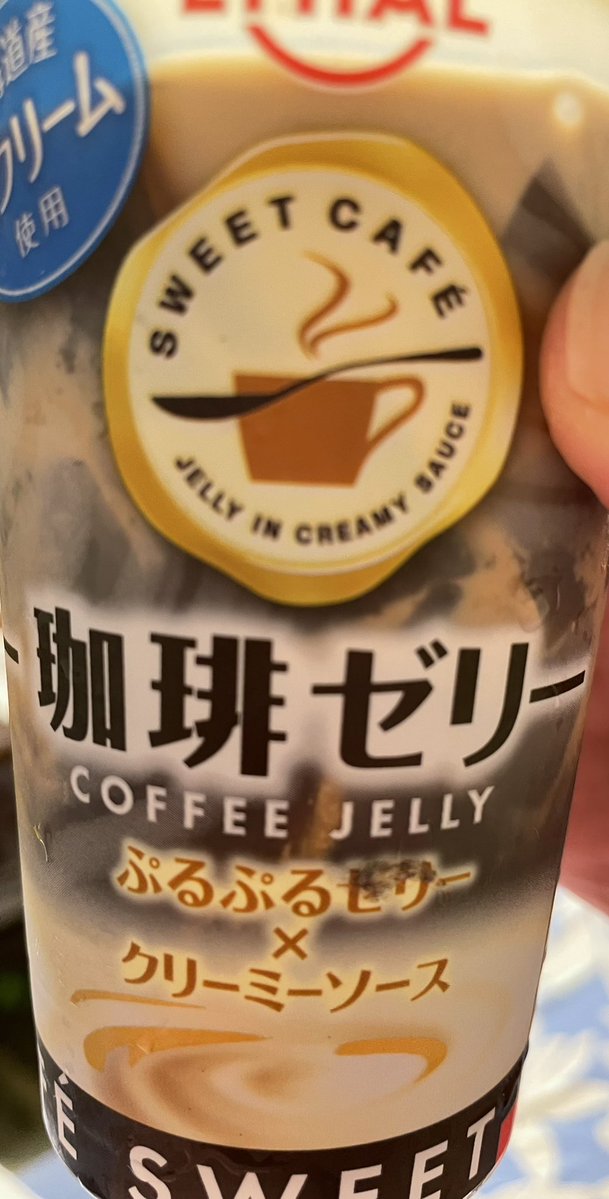 道産
クリーム
使用
SWEET CAFÉ
JELLY IN CREAMY SAUCE
珈琲ゼリー
COFFEE JELLY
ぷるぷるゼリー
×
クリーミーソース
SWEET